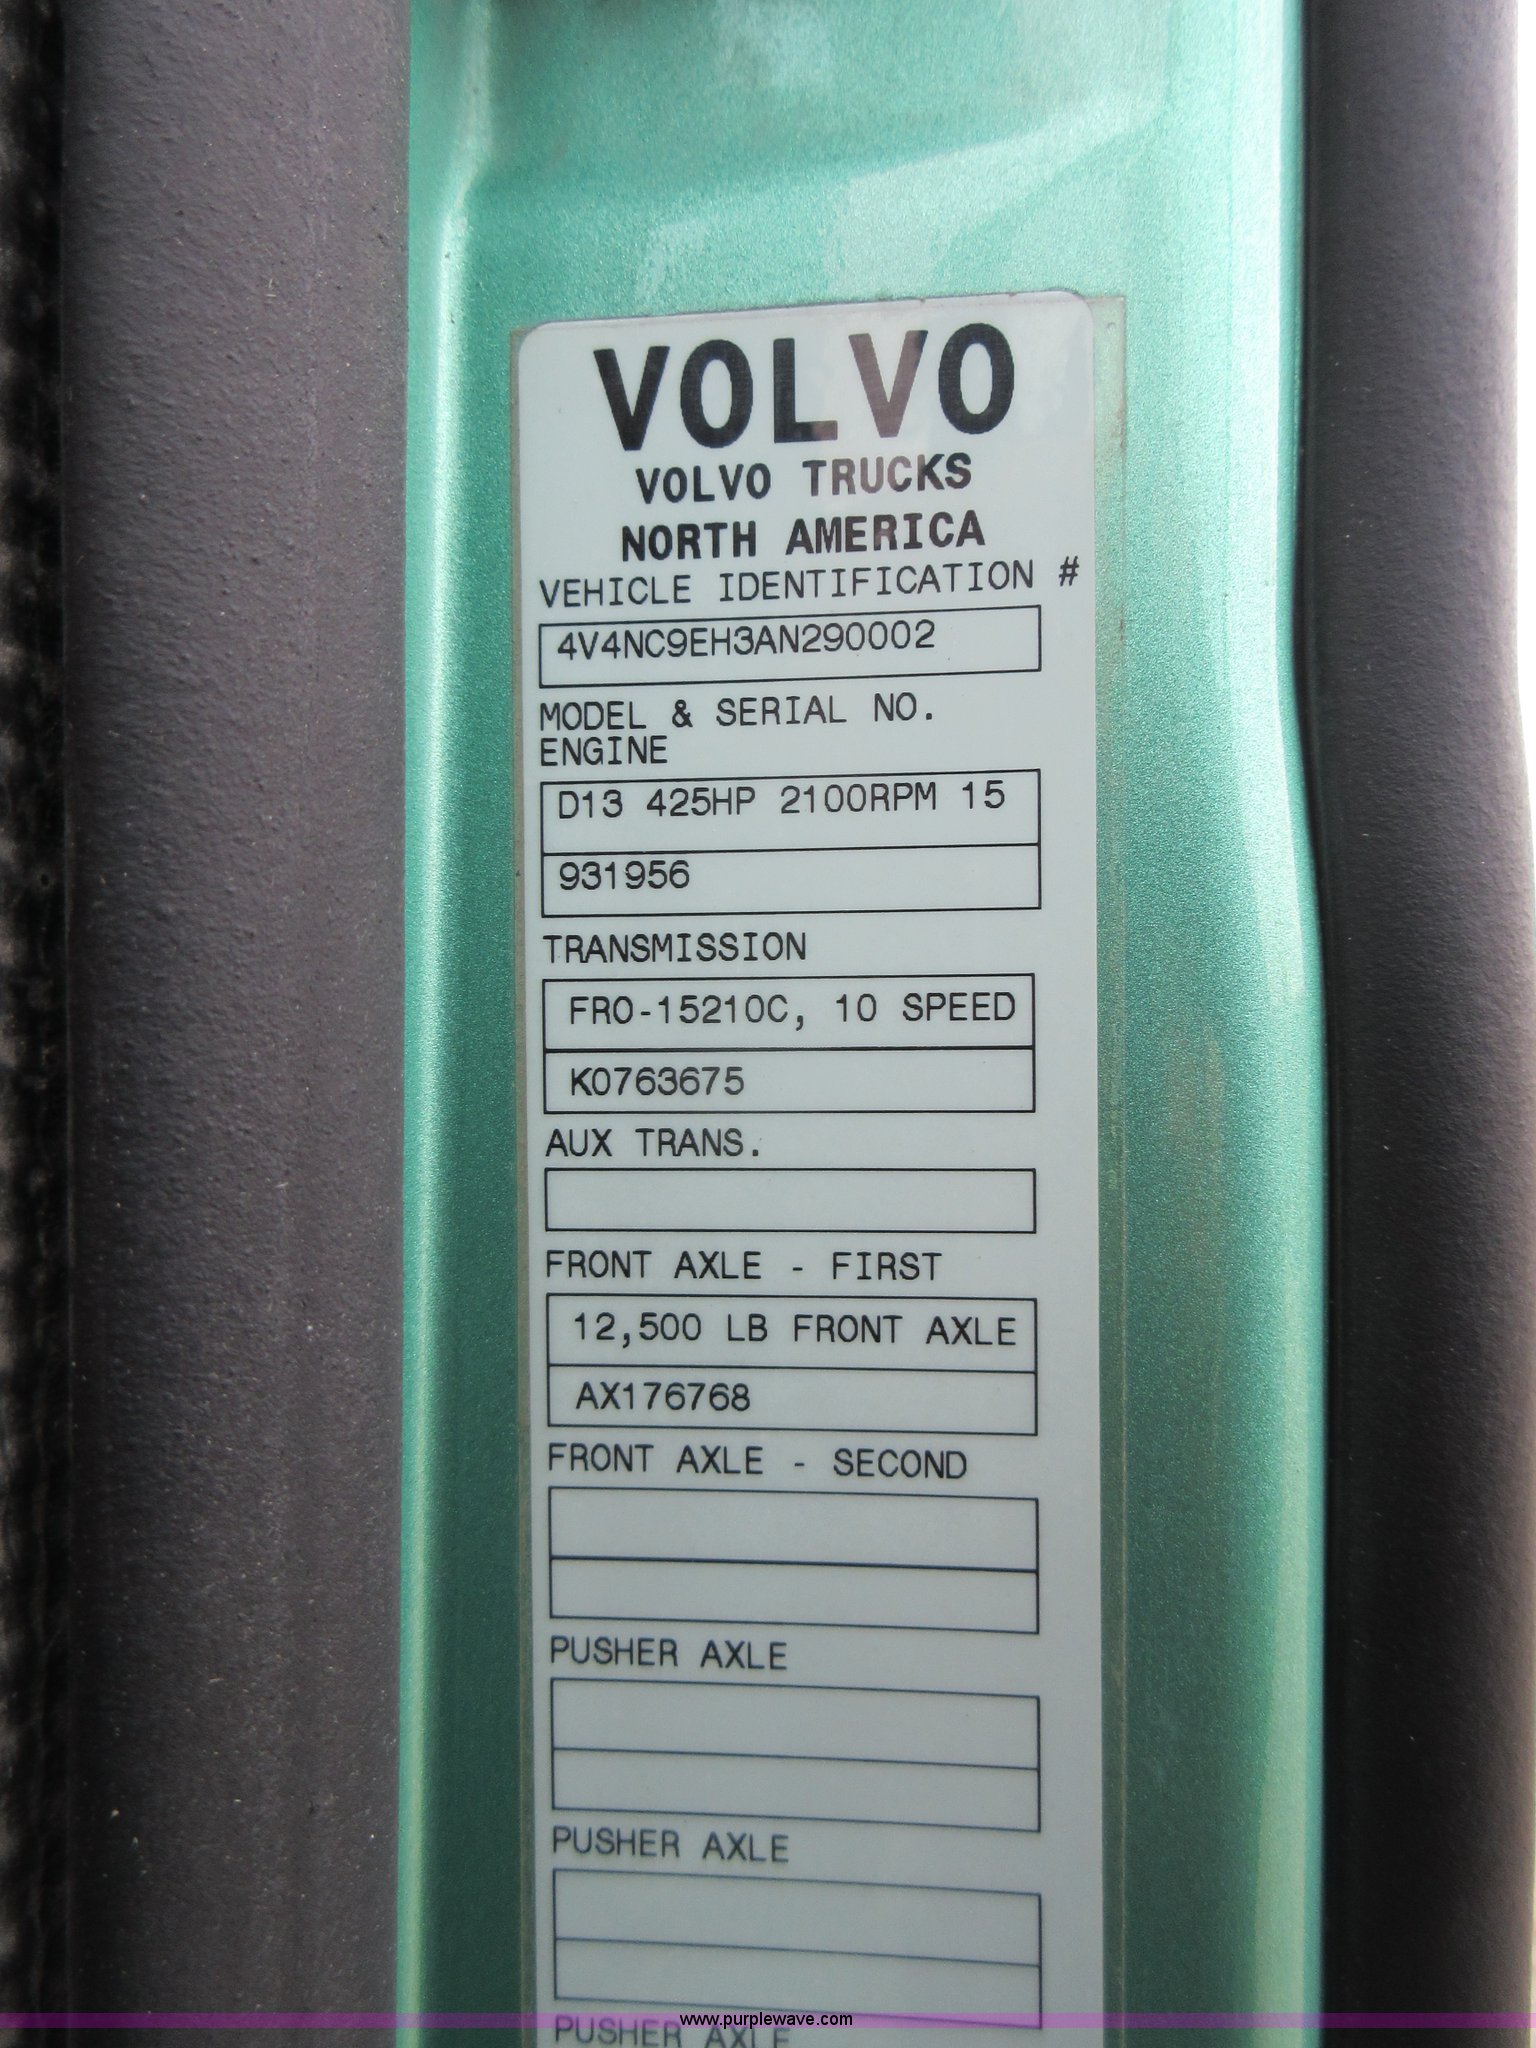 VOLVO
VOLVO TRUCKS
NORTH AMERICA
VEHICLE IDENTIFICATION #
4V4NC9EH3AN290002
MODEL & SERIAL NO.
ENGINE
D13 425HP 2100RPM 15
931956
TRANSMISSION
FRO-15210C, 10 SPEED
K0763675
AUX TRANS.
FRONT AXLE - FIRST
12,500 LB FRONT AXLE
AX176768
FRONT AXLE - SECOND
PUSHER AXLE
PUSHER AXLE
www.purplewave.com
PUSHER AXLE